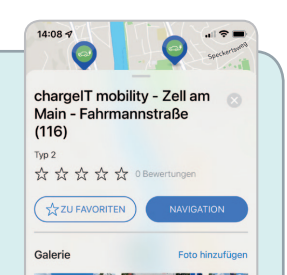 14:08
Speckertsweg
chargeIT mobility - Zell am
Main - Fahrmannstraße
(116)
Typ 2
0 Bewertungen
ZU FAVORITEN
NAVIGATION
Galerie
Foto hinzufügen